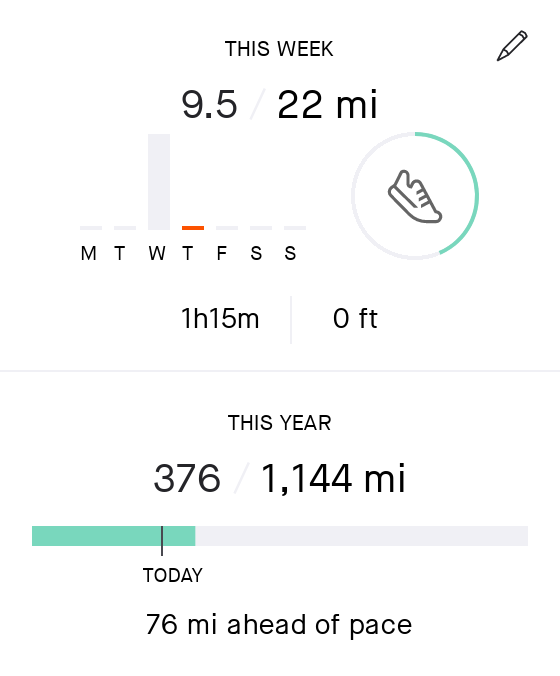 THIS WEEK
9.5 / 22 mi
M T W T F S S
1h15m 0 ft
THIS YEAR
376 / 1,144 mi
TODAY
76 mi ahead of pace